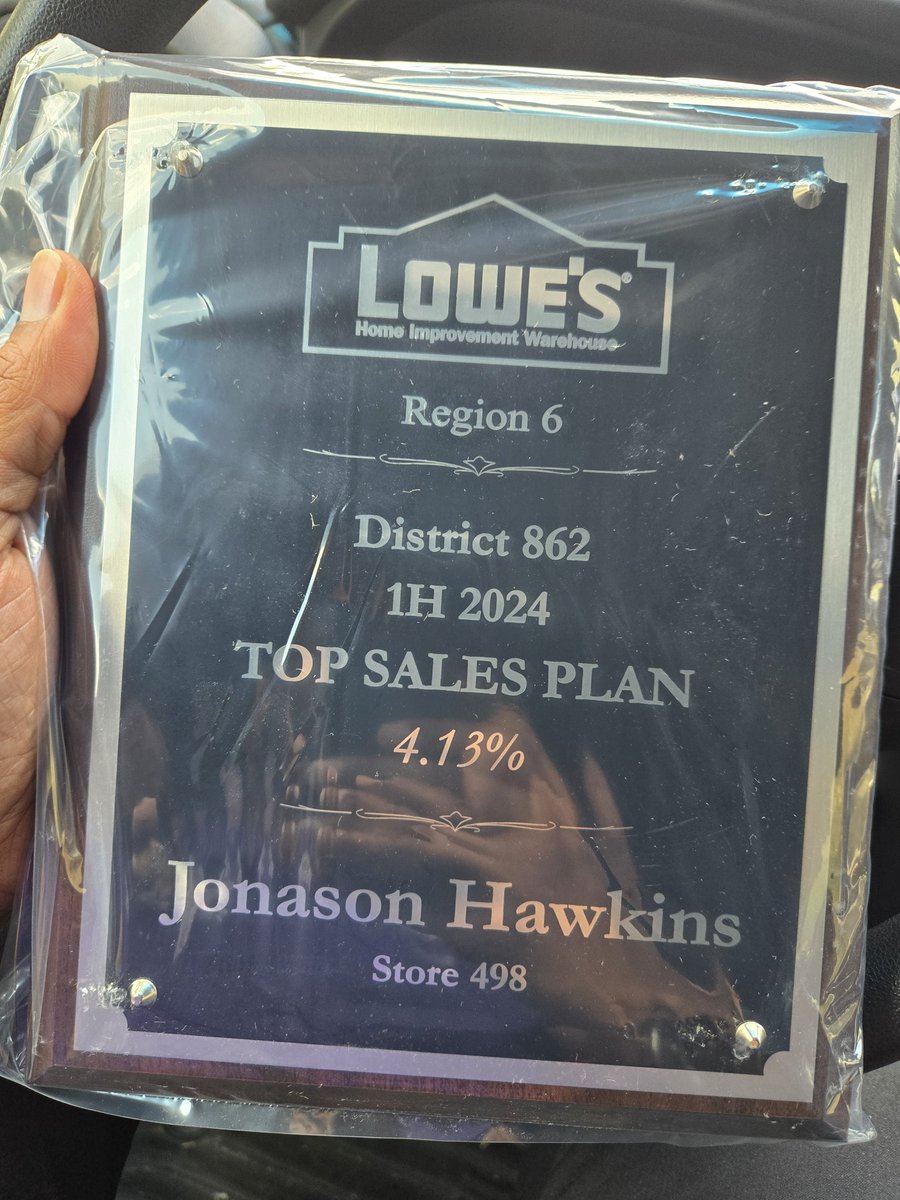 LOWE'S®
Home Improvement Warehouse
Region 6
District 862
1H 2024
TOP SALES PLAN
4.13%
Jonason Hawkins
Store 498